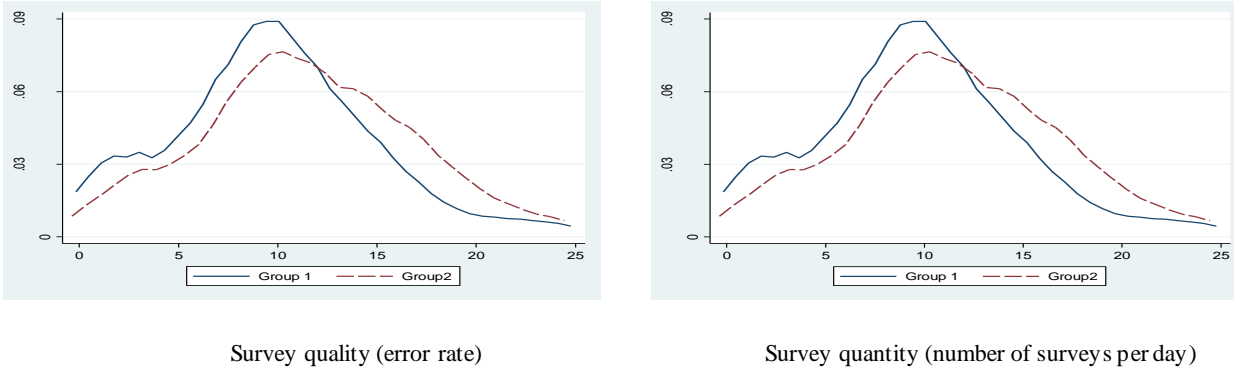 .09
.06
.03
0
0 5 10 15 20 25
Group 1 Group2
Survey quality (error rate)
.09
.06
.03
0
0 5 10 15 20 25
Group 1 Group2
Survey quantity (number of surveys per day)